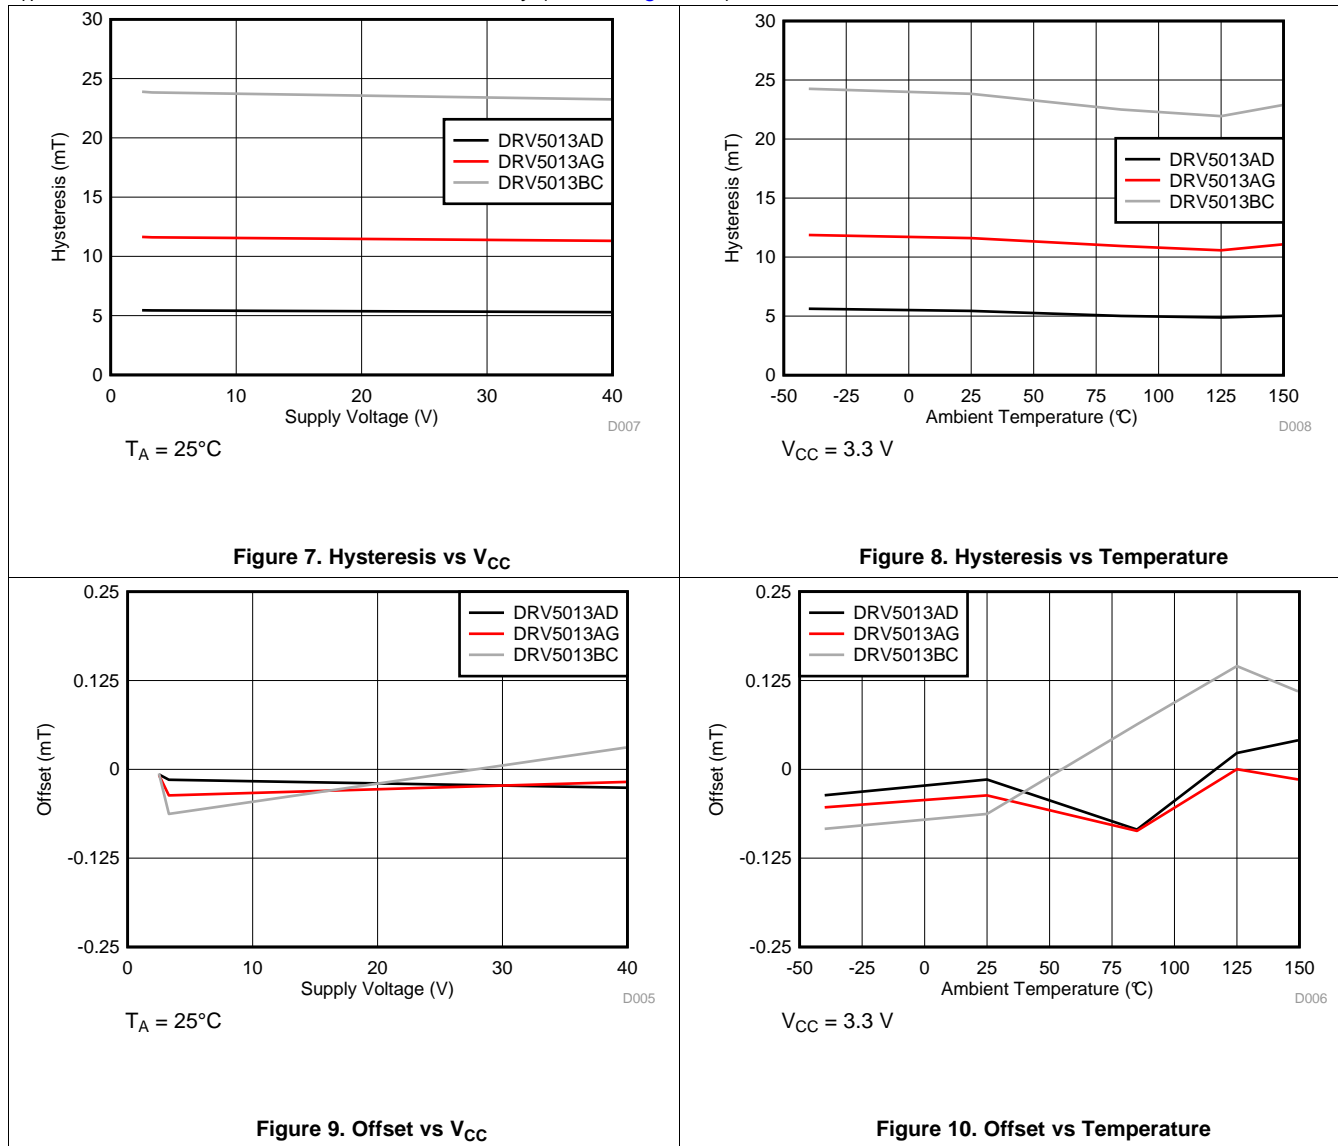 30
25
20
15
10
5
0
Hysteresis (mT)
DRV5013AD
DRV5013AG
DRV5013BC
0 10 20 30 40
Supply Voltage (V)
D007
TA = 25°C
Figure 7. Hysteresis vs VCC
30
25
20
15
10
5
0
Hysteresis (mT)
DRV5013AD
DRV5013AG
DRV5013BC
-50 -25 0 25 50 75 100 125 150
Ambient Temperature (°C)
D008
VCC = 3.3 V
Figure 8. Hysteresis vs Temperature
0.25
0.125
0
-0.125
-0.25
Offset (mT)
DRV5013AD
DRV5013AG
DRV5013BC
0 10 20 30 40
Supply Voltage (V)
D005
TA = 25°C
Figure 9. Offset vs VCC
0.25
0.125
0
-0.125
-0.25
Offset (mT)
DRV5013AD
DRV5013AG
DRV5013BC
-50 -25 0 25 50 75 100 125 150
Ambient Temperature (°C)
D006
VCC = 3.3 V
Figure 10. Offset vs Temperature